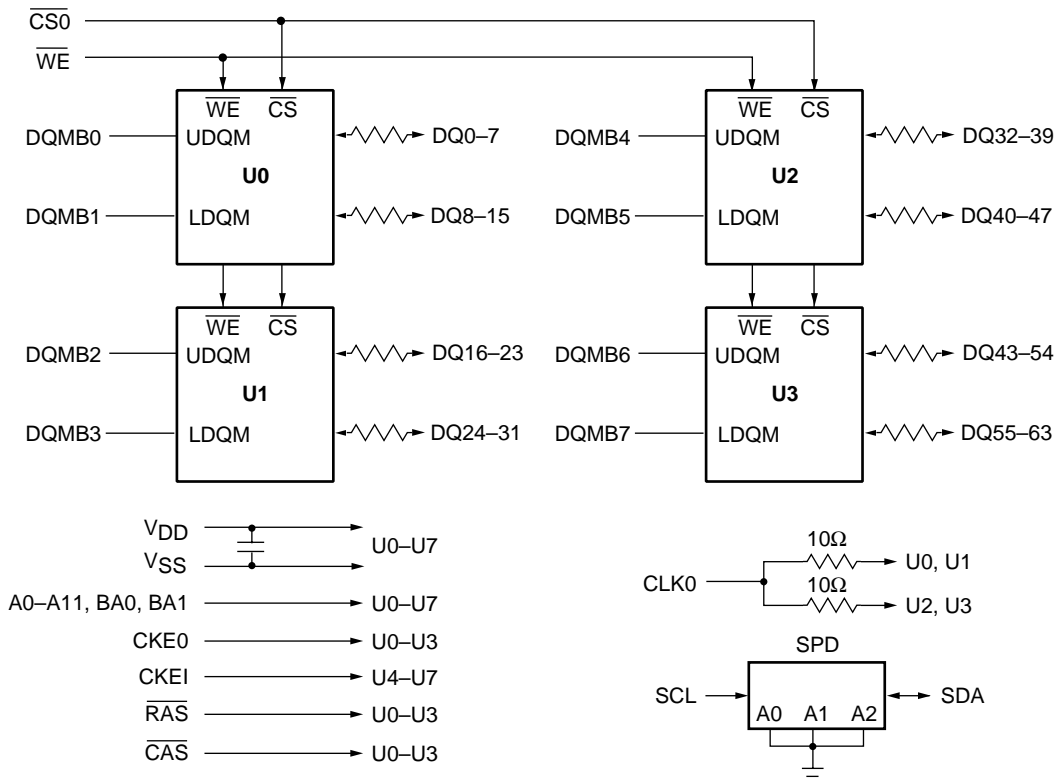 CS0
WE
WE CS
DQMB0 UDQM DQ0–7
U0
DQMB1 LDQM DQ8–15
WE CS
DQMB4 UDQM DQ32–39
U2
DQMB5 LDQM DQ40–47
WE CS
DQMB2 UDQM DQ16–23
U1
DQMB3 LDQM DQ24–31
WE CS
DQMB6 UDQM DQ43–54
U3
DQMB7 LDQM DQ55–63
VDD
VSS
U0–U7
A0–A11, BA0, BA1 U0–U7
CKE0 U0–U3
CKEI U4–U7
RAS U0–U3
CAS U0–U3
10Ω
U0, U1
CLK0
10Ω
U2, U3
SPD
SCL SDA
A0 A1 A2